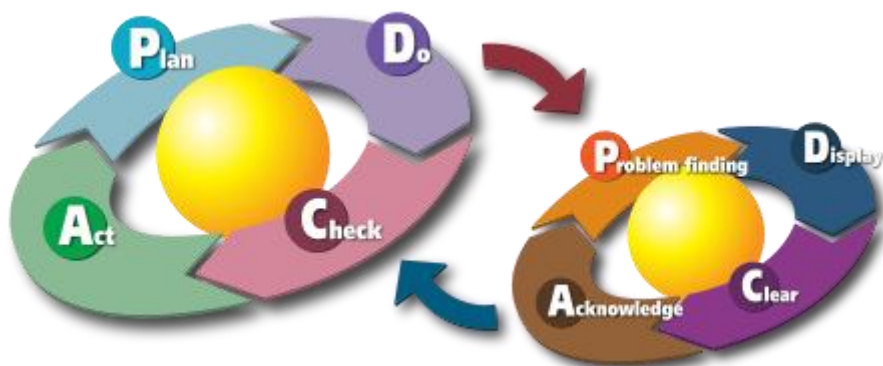 Plan
Do
Check
Act
Problem finding
Display
Clear
Acknowledge